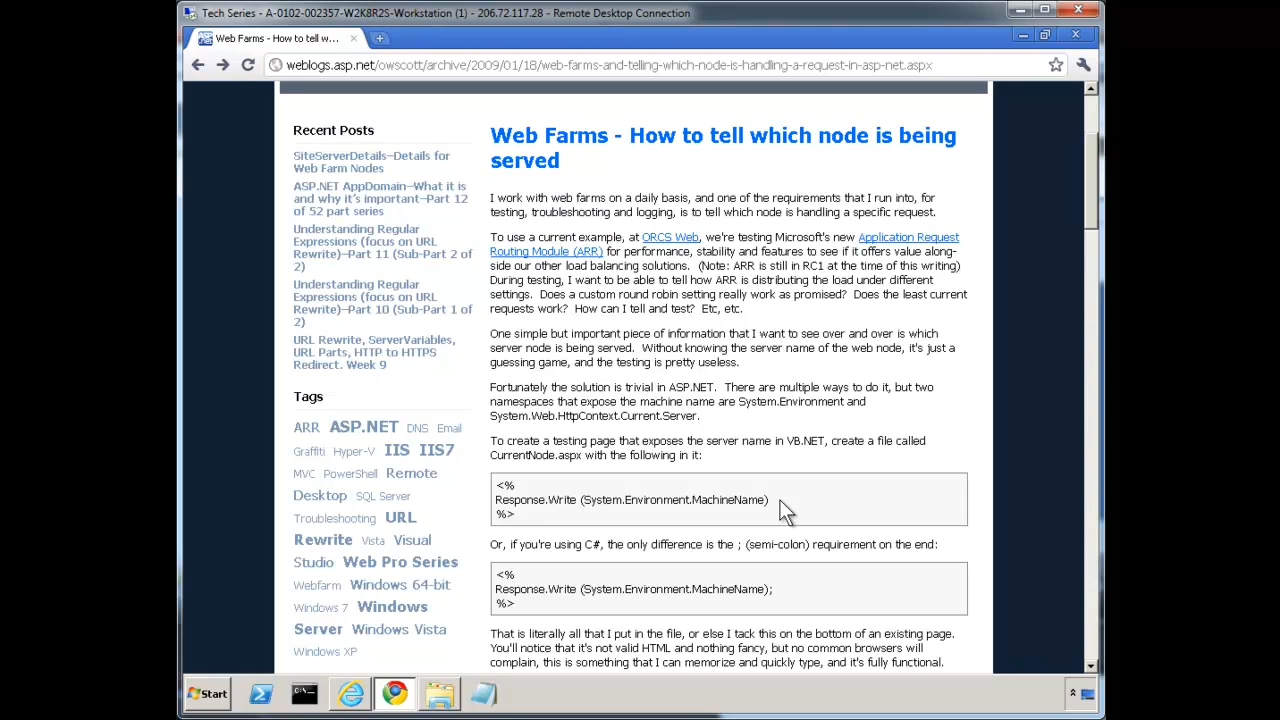 Tech Series - A-0102-002357-W2K8R2S-Workstation (1) - 206.72.117.28 - Remote Desktop Connection
Web Farms - How to tell w...
weblogs.asp.net/owscott/archive/2009/01/18/web-farms-and-telling-which-node-is-handling-a-request-in-asp-net.aspx
Recent Posts
SiteServerDetails–Details for
Web Farm Nodes
ASP.NET AppDomain–What it is
and why it's important–Part 12
of 52 part series
Understanding Regular
Expressions (focus on URL
Rewrite)–Part 11 (Sub-Part 2 of
2)
Understanding Regular
Expressions (focus on URL
Rewrite)–Part 10 (Sub-Part 1 of
2)
URL Rewrite, ServerVariables,
URL Parts, HTTP to HTTPS
Redirect. Week 9
Tags
ARR ASP.NET DNS Email
Graffiti Hyper-V IIS IIS7
MVC PowerShell Remote
Desktop SQL Server
Troubleshooting URL
Rewrite Vista Visual
Studio Web Pro Series
Webfarm Windows 64-bit
Windows 7 Windows
Server Windows Vista
Windows XP
Web Farms - How to tell which node is being
served
I work with web farms on a daily basis, and one of the requirements that I run into, for
testing, troubleshooting and logging, is to tell which node is handling a specific request.
To use a current example, at ORCS Web, we're testing Microsoft's new Application Request
Routing Module (ARR) for performance, stability and features to see if it offers value along-
side our other load balancing solutions. (Note: ARR is still in RC1 at the time of this writing)
During testing, I want to be able to tell how ARR is distributing the load under different
settings. Does a custom round robin setting really work as promised? Does the least current
requests work? How can I tell and test? Etc, etc.
One simple but important piece of information that I want to see over and over is which
server node is being served. Without knowing the server name of the web node, it's just a
guessing game, and the testing is pretty useless.
Fortunately the solution is trivial in ASP.NET. There are multiple ways to do it, but two
namespaces that expose the machine name are System.Environment and
System.Web.HttpContext.Current.Server.
To create a testing page that exposes the server name in VB.NET, create a file called
CurrentNode.aspx with the following in it:
<%
Response.Write (System.Environment.MachineName)
%>
Or, if you're using C#, the only difference is the ; (semi-colon) requirement on the end:
<%
Response.Write (System.Environment.MachineName);
%>
That is literally all that I put in the file, or else I tack this on the bottom of an existing page.
You'll notice that it's not valid HTML and nothing fancy, but no common browsers will
complain, this is something that I can memorize and quickly type, and it's fully functional.
Start